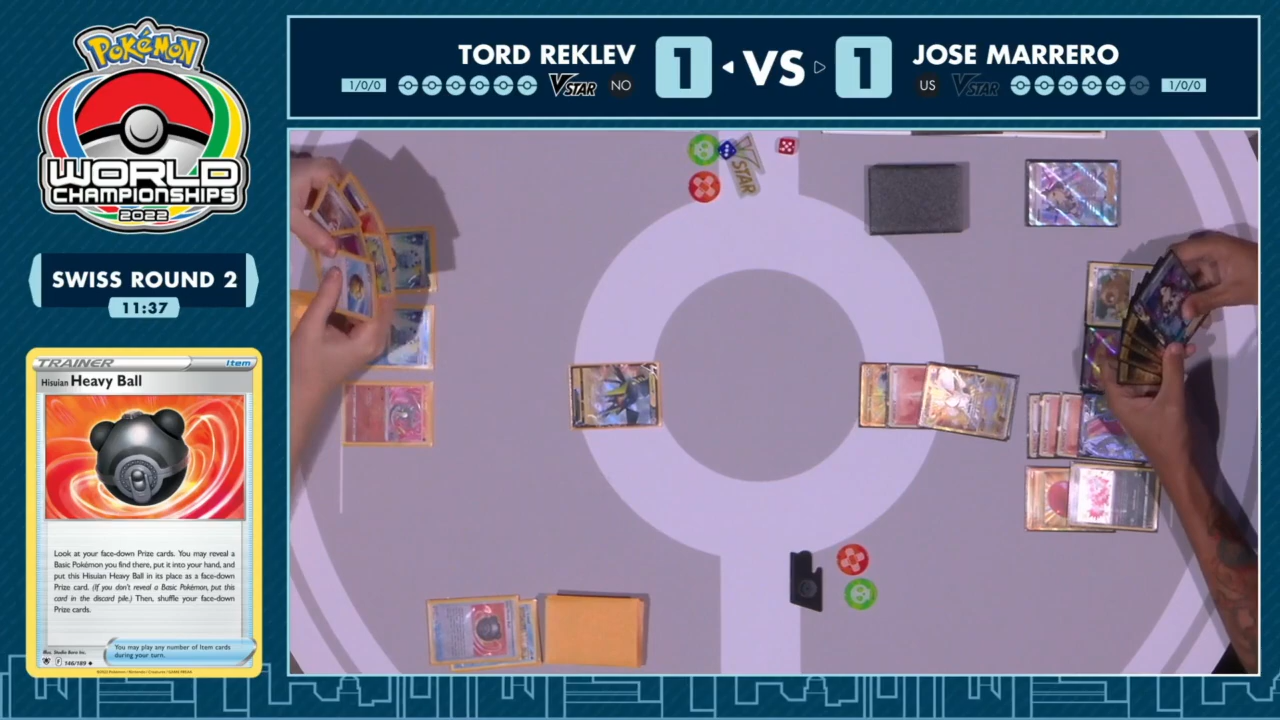 Pokémon
WORLD
CHAMPIONSHIPS
2022
SWISS ROUND 2
11:37
TORD REKLEV
1
VS
1
JOSE MARRERO
1/0/0
VSTAR
NO
US
VSTAR
1/0/0
VSTAR
TRAINER
Item
Hisuian Heavy Ball
Look at your face-down Prize cards. You may reveal a
Basic Pokémon you find there, put it into your hand, and
put this Hisuian Heavy Ball in its place as a face-down
Prize card. (If you don't reveal a Basic Pokémon, put this
card in the discard pile.) Then, shuffle your face-down
Prize cards.
You may play any number of Item cards
during your turn.
146/189